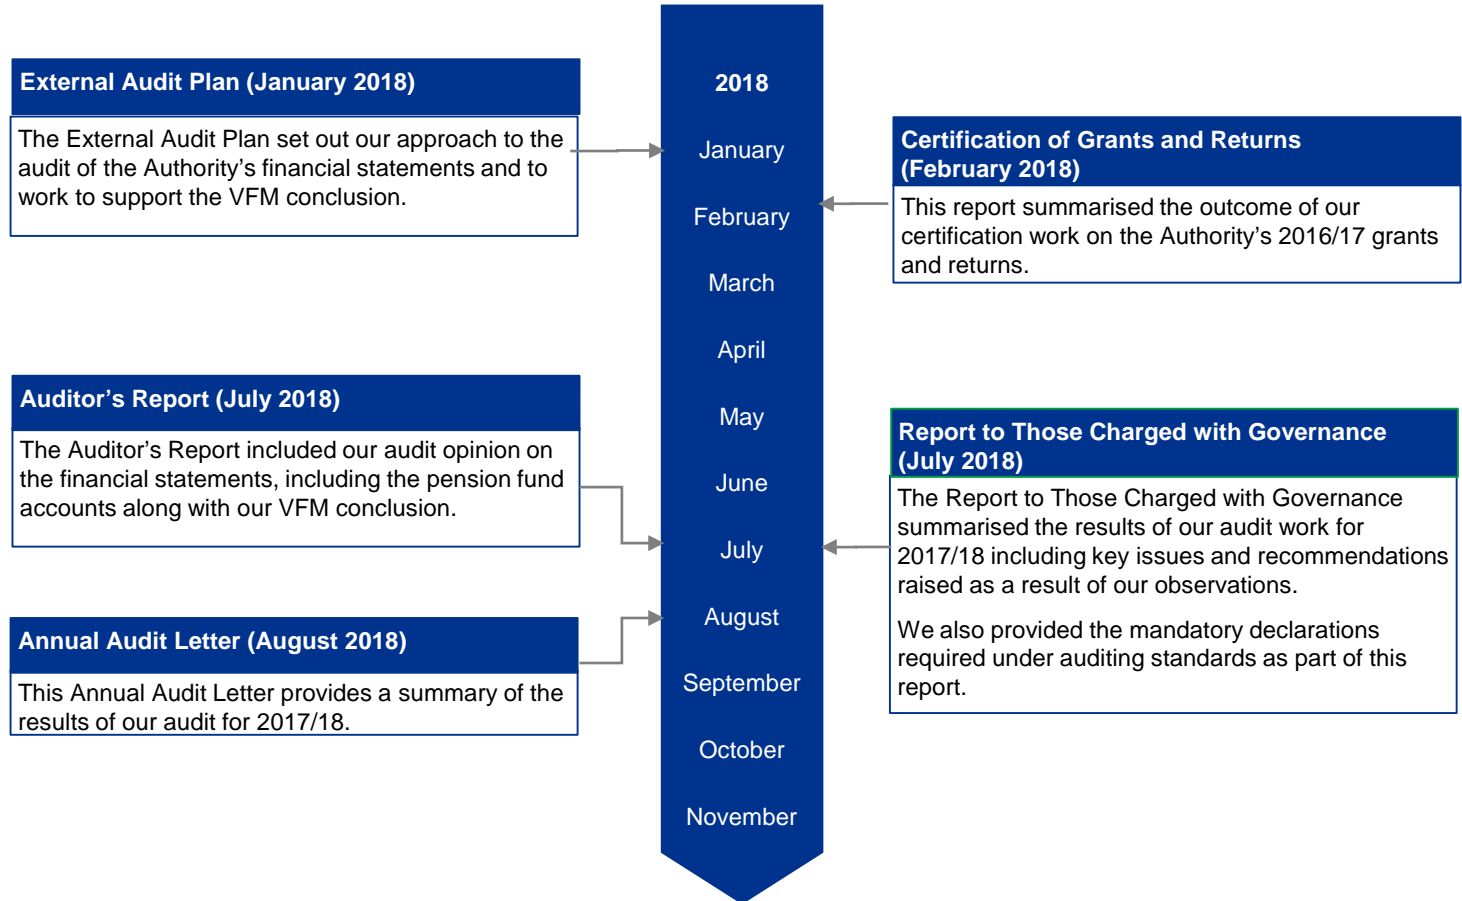 External Audit Plan (January 2018)
The External Audit Plan set out our approach to the
audit of the Authority's financial statements and to
work to support the VFM conclusion.
Auditor's Report (July 2018)
The Auditor's Report included our audit opinion on
the financial statements, including the pension fund
accounts along with our VFM conclusion.
Annual Audit Letter (August 2018)
This Annual Audit Letter provides a summary of the
results of our audit for 2017/18.
2018
January
February
March
April
May
June
July
August
September
October
November
Certification of Grants and Returns
(February 2018)
This report summarised the outcome of our
certification work on the Authority's 2016/17 grants
and returns.
Report to Those Charged with Governance
(July 2018)
The Report to Those Charged with Governance
summarised the results of our audit work for
2017/18 including key issues and recommendations
raised as a result of our observations.
We also provided the mandatory declarations
required under auditing standards as part of this
report.